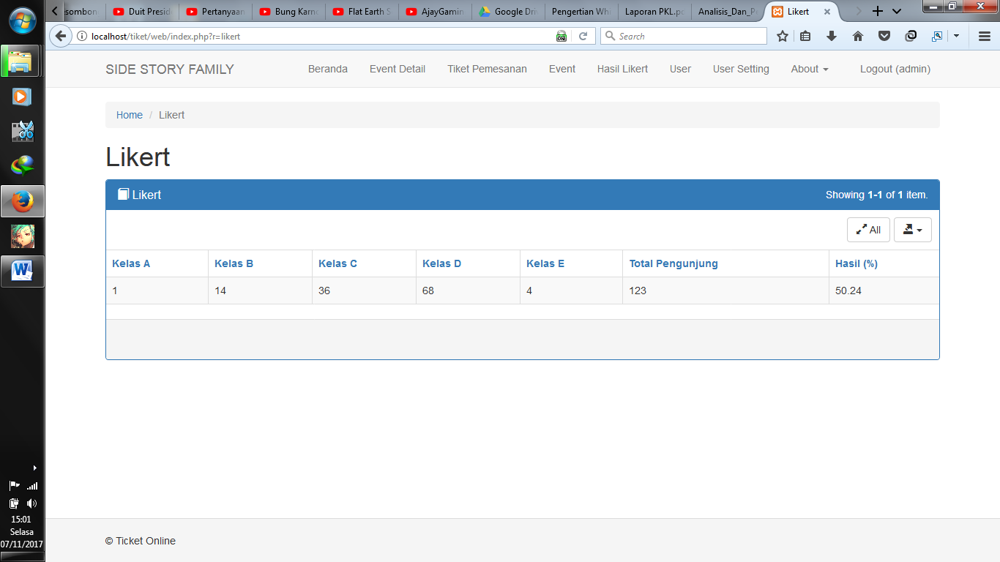 sombon Duit Presid Pertanyaan Bung Karn Flat Earth S AjayGamin Google Dri Pengertian Wh Laporan PKL.p Analisis_Dan_P Likert
localhost/tiket/web/index.php?r=likert ON Search
SIDE STORY FAMILY Beranda Event Detail Tiket Pemesanan Event Hasil Likert User User Setting About Logout (admin)
Home / Likert
Likert
Likert Showing 1-1 of 1 item.
All
Kelas A Kelas B Kelas C Kelas D Kelas E Total Pengunjung Hasil (%)
1 14 36 68 4 123 50.24
© Ticket Online
15:01
Selasa
07/11/2017